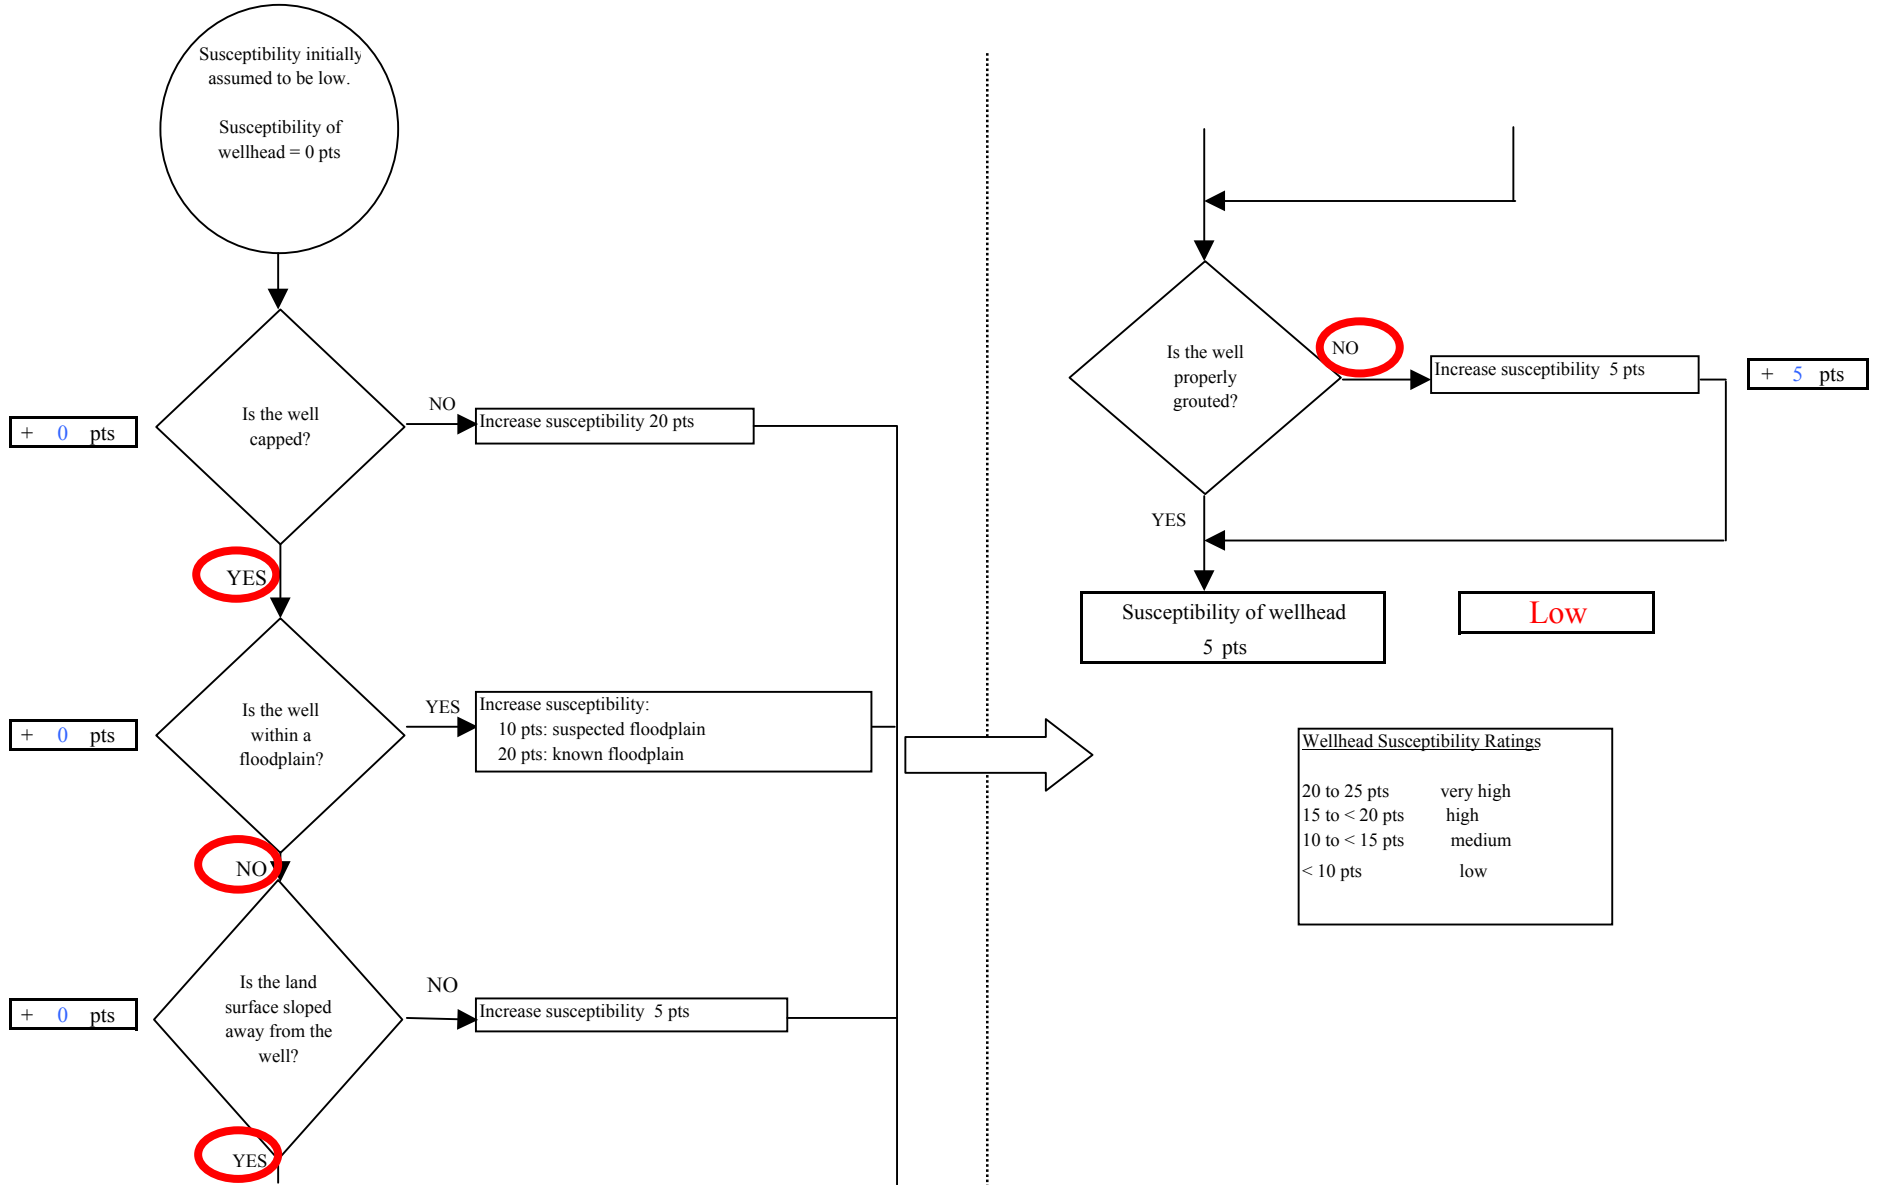 Susceptibility initially
assumed to be low.
Susceptibility of
wellhead = 0 pts
Is the well
capped?
NO
Increase susceptibility 20 pts
+ 0 pts
YES
Is the well
within a
floodplain?
YES
Increase susceptibility:
10 pts: suspected floodplain
20 pts: known floodplain
+ 0 pts
NO
Is the land
surface sloped
away from the
well?
NO
Increase susceptibility 5 pts
+ 0 pts
YES
Is the well
properly
grouted?
NO
Increase susceptibility 5 pts
+ 5 pts
YES
Susceptibility of wellhead
5 pts
Low
Wellhead Susceptibility Ratings
20 to 25 pts very high
15 to < 20 pts high
10 to < 15 pts medium
< 10 pts low